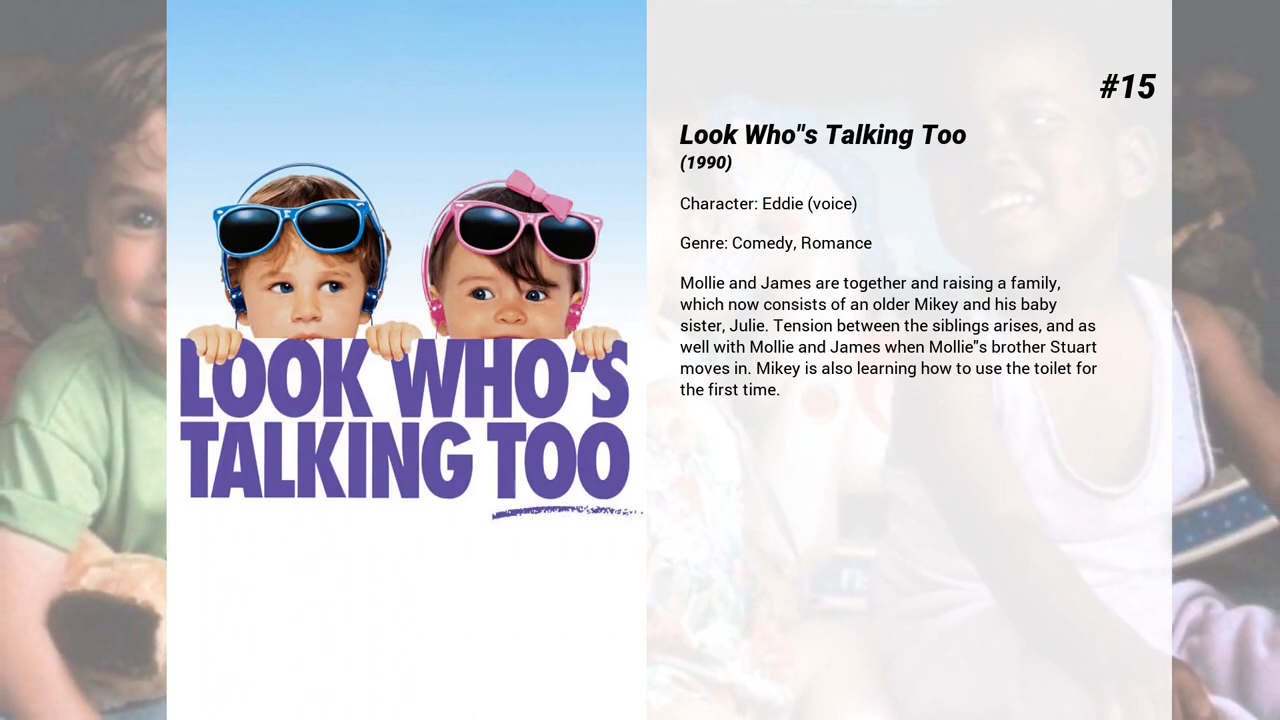 LOOK WHO'S
TALKING TOO
#15
Look Who"s Talking Too
(1990)
Character: Eddie (voice)
Genre: Comedy, Romance
Mollie and James are together and raising a family,
which now consists of an older Mikey and his baby
sister, Julie. Tension between the siblings arises, and as
well with Mollie and James when Mollie"s brother Stuart
moves in. Mikey is also learning how to use the toilet for
the first time.